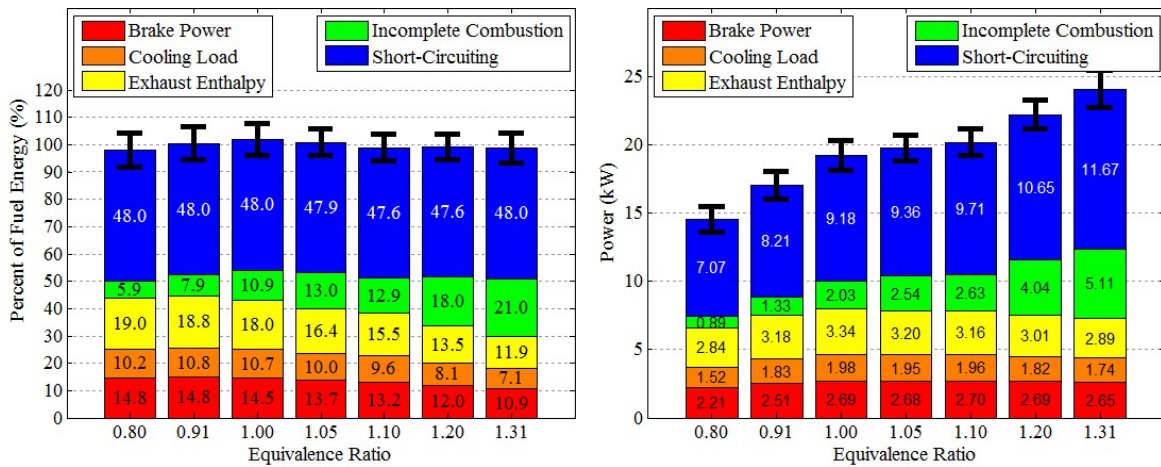 Brake Power
Cooling Load
Exhaust Enthalpy
Incomplete Combustion
Short-Circuiting
Percent of Fuel Energy (%)
120
110
100
90
80
70
60
50
40
30
20
10
0
48.0 48.0 48.0 47.9 47.6 47.6 48.0
5.9 7.9 10.9 13.0 12.9 18.0 21.0
19.0 18.8 18.0 16.4 15.5 13.5 11.9
10.2 10.8 10.7 10.0 9.6 8.1 7.1
14.8 14.8 14.5 13.7 13.2 12.0 10.9
0.80 0.91 1.00 1.05 1.10 1.20 1.31
Equivalence Ratio
Brake Power
Cooling Load
Exhaust Enthalpy
Incomplete Combustion
Short-Circuiting
Power (kW)
25
20
15
10
5
0
7.07 8.21 9.18 9.36 9.71 10.65 11.67
0.89 1.33 2.03 2.54 2.63 4.04 5.11
2.84 3.18 3.34 3.20 3.16 3.01 2.89
1.52 1.83 1.98 1.95 1.96 1.82 1.74
2.21 2.51 2.69 2.68 2.70 2.69 2.65
0.80 0.91 1.00 1.05 1.10 1.20 1.31
Equivalence Ratio